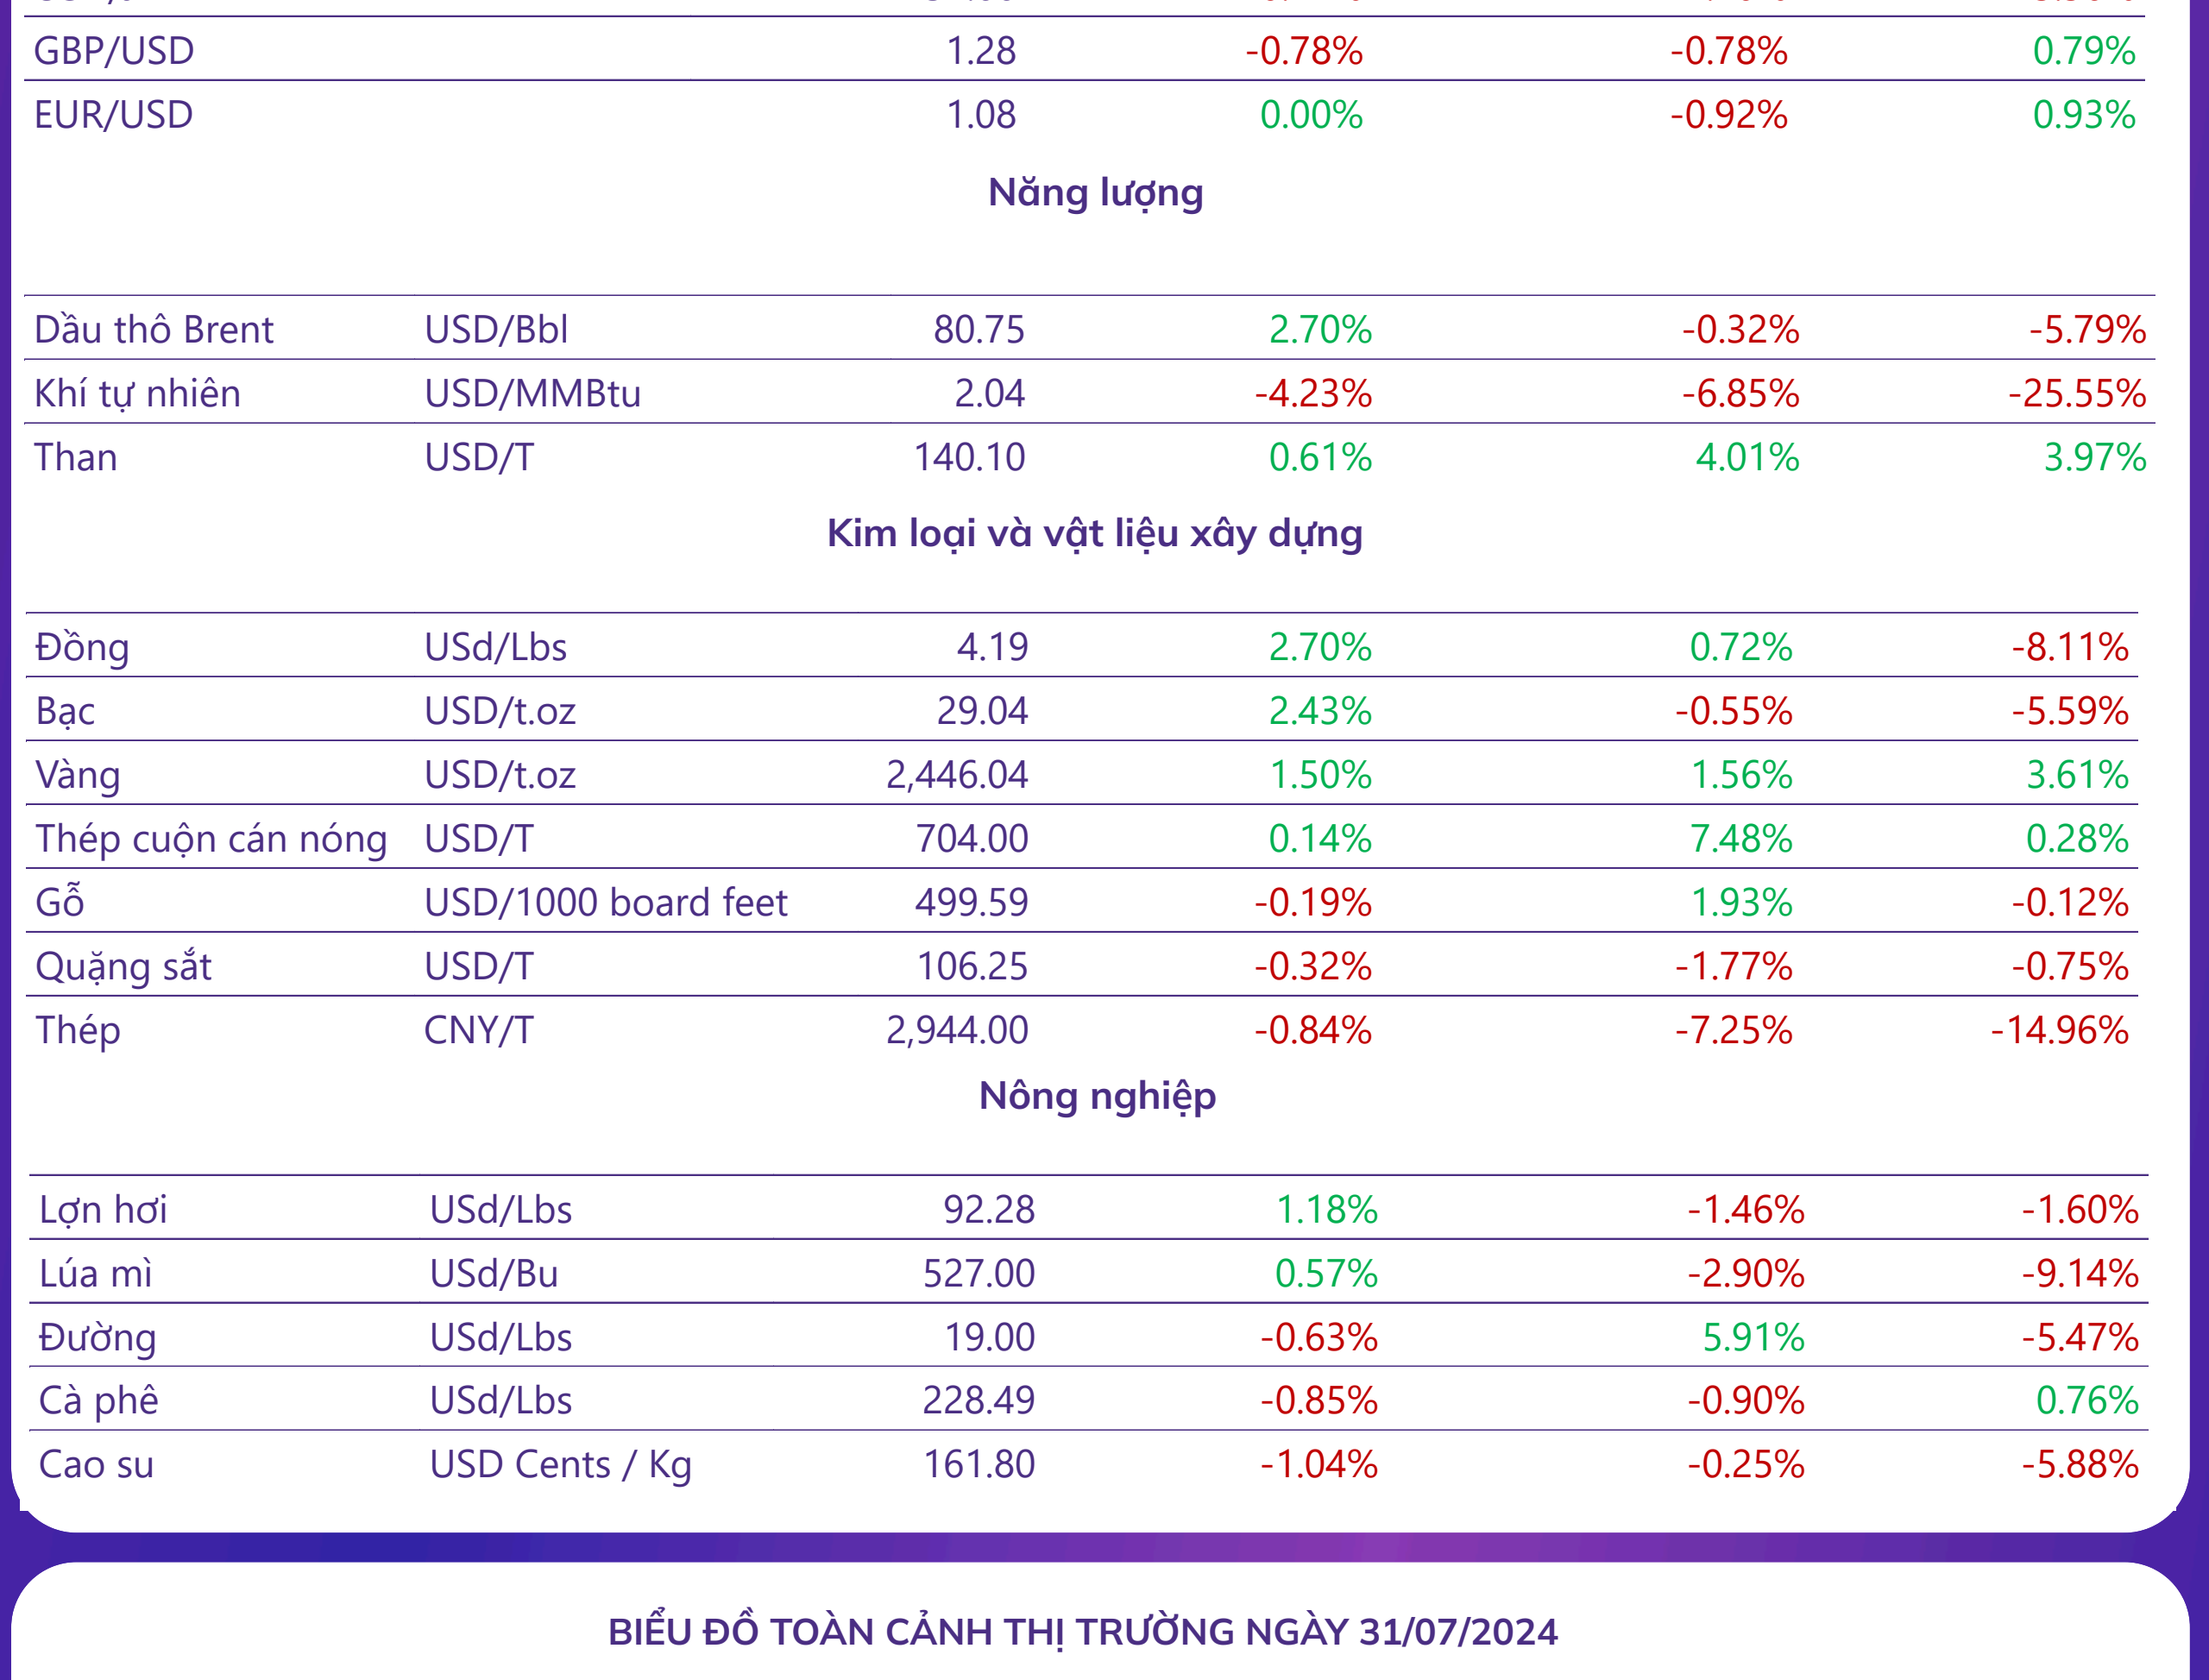 GBP/USD 1.28 -0.78% -0.78% 0.79%
EUR/USD 1.08 0.00% -0.92% 0.93%
Năng lượng
Dầu thô Brent USD/Bbl 80.75 2.70% -0.32% -5.79%
Khí tự nhiên USD/MMBtu 2.04 -4.23% -6.85% -25.55%
Than USD/T 140.10 0.61% 4.01% 3.97%
Kim loại và vật liệu xây dựng
Đồng USd/Lbs 4.19 2.70% 0.72% -8.11%
Bạc USD/t.oz 29.04 2.43% -0.55% -5.59%
Vàng USD/t.oz 2,446.04 1.50% 1.56% 3.61%
Thép cuộn cán nóng USD/T 704.00 0.14% 7.48% 0.28%
Gỗ USD/1000 board feet 499.59 -0.19% 1.93% -0.12%
Quặng sắt USD/T 106.25 -0.32% -1.77% -0.75%
Thép CNY/T 2,944.00 -0.84% -7.25% -14.96%
Nông nghiệp
Lợn hơi USd/Lbs 92.28 1.18% -1.46% -1.60%
Lúa mì USd/Bu 527.00 0.57% -2.90% -9.14%
Đường USd/Lbs 19.00 -0.63% 5.91% -5.47%
Cà phê USd/Lbs 228.49 -0.85% -0.90% 0.76%
Cao su USD Cents / Kg 161.80 -1.04% -0.25% -5.88%
BIỂU ĐỒ TOÀN CẢNH THỊ TRƯỜNG NGÀY 31/07/2024